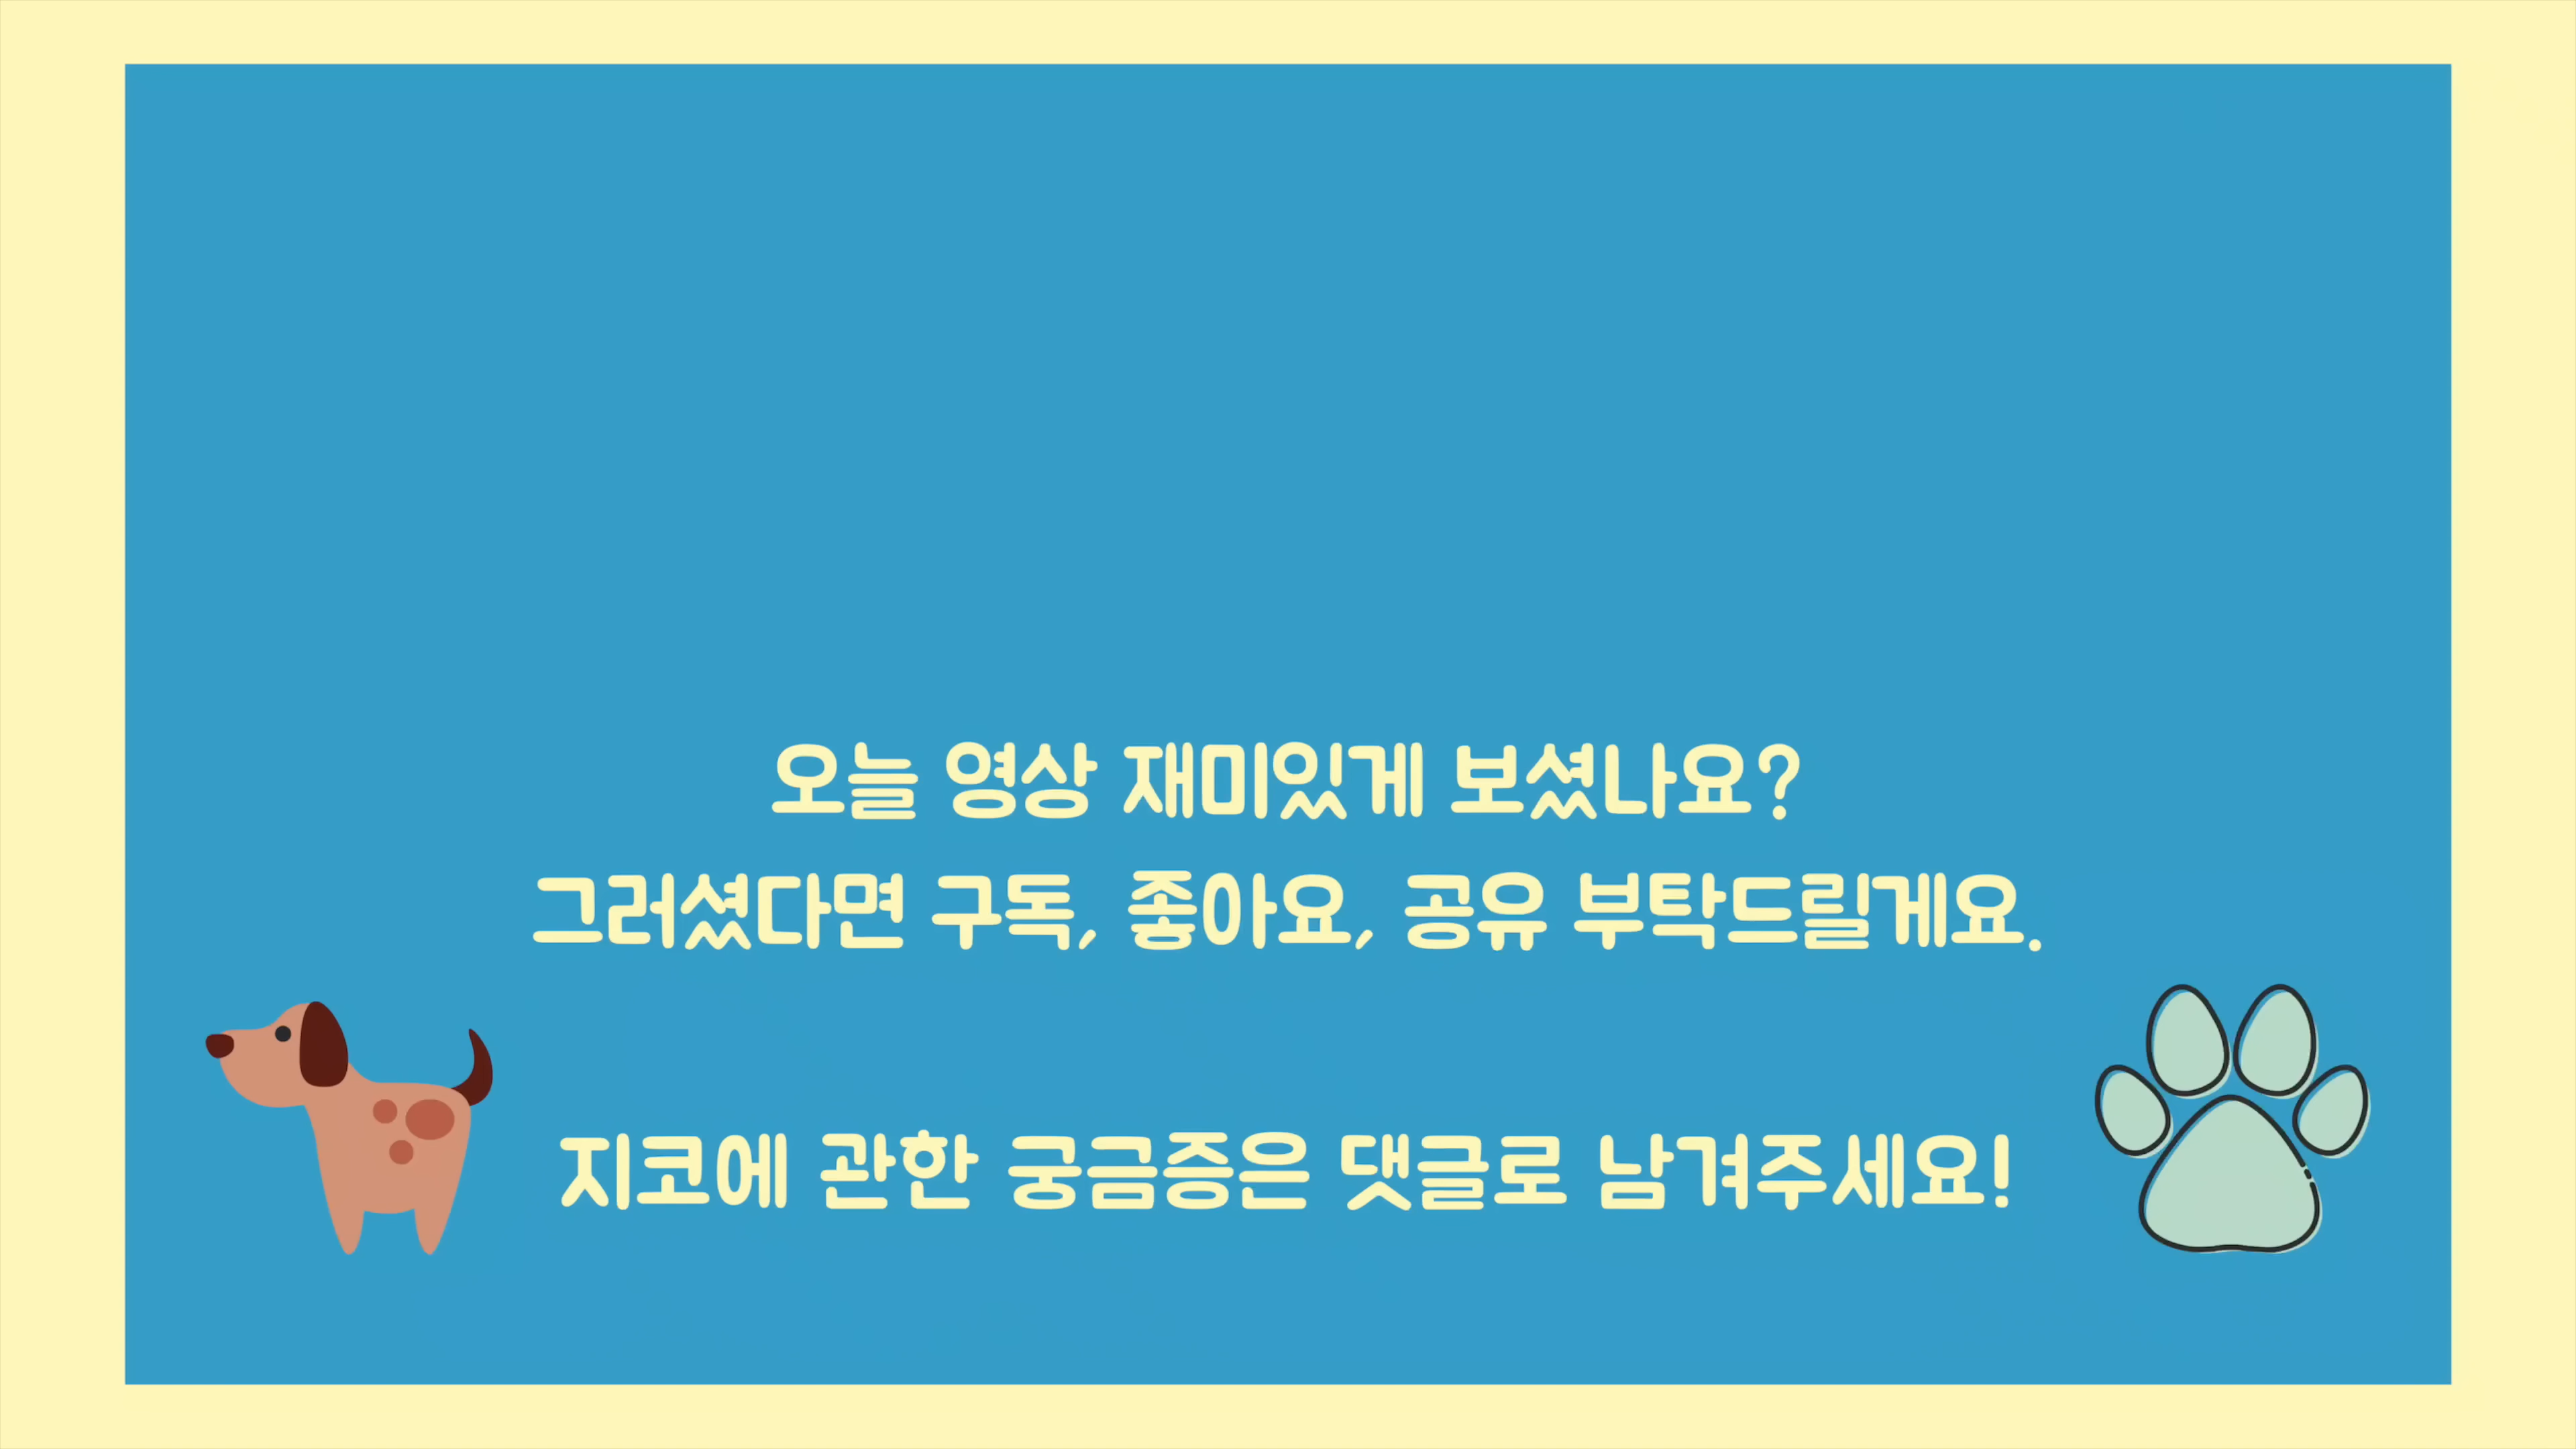 오늘 영상 재미있게 보셨나요?
그러셨다면 구독, 좋아요, 공유 부탁드릴게요.
지코에 관한 궁금증은 댓글로 남겨주세요!